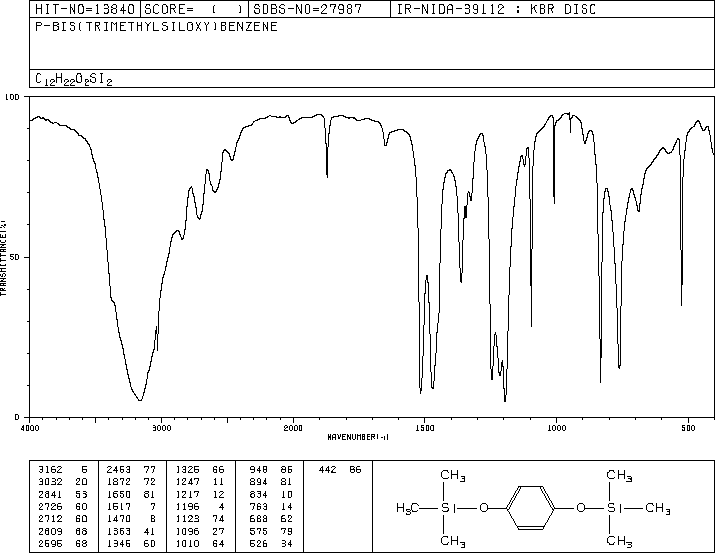 HIT-NO=13840 SCORE= ( ) SDBS-NO=27987 IR-NIDA-39112 : KBR DISC
P-BIS(TRIMETHYLSILOXY)BENZENE
C12H22O2SI2
100
TRANSMITTANCE(%)
50
0
4000 3000 2000 1500 1000 500
WAVENUMBER(-1)
3162 5 2463 77 1325 66 948 86 442 86
3032 20 1872 72 1247 11 894 81
2841 53 1650 81 1217 12 834 10
2726 60 1517 7 1196 4 763 14
2712 60 1470 8 1123 74 688 62
2609 68 1363 41 1096 27 575 79
2595 68 1346 60 1010 64 526 34
CH3 CH3
H3C Si O O Si CH3
CH3 CH3